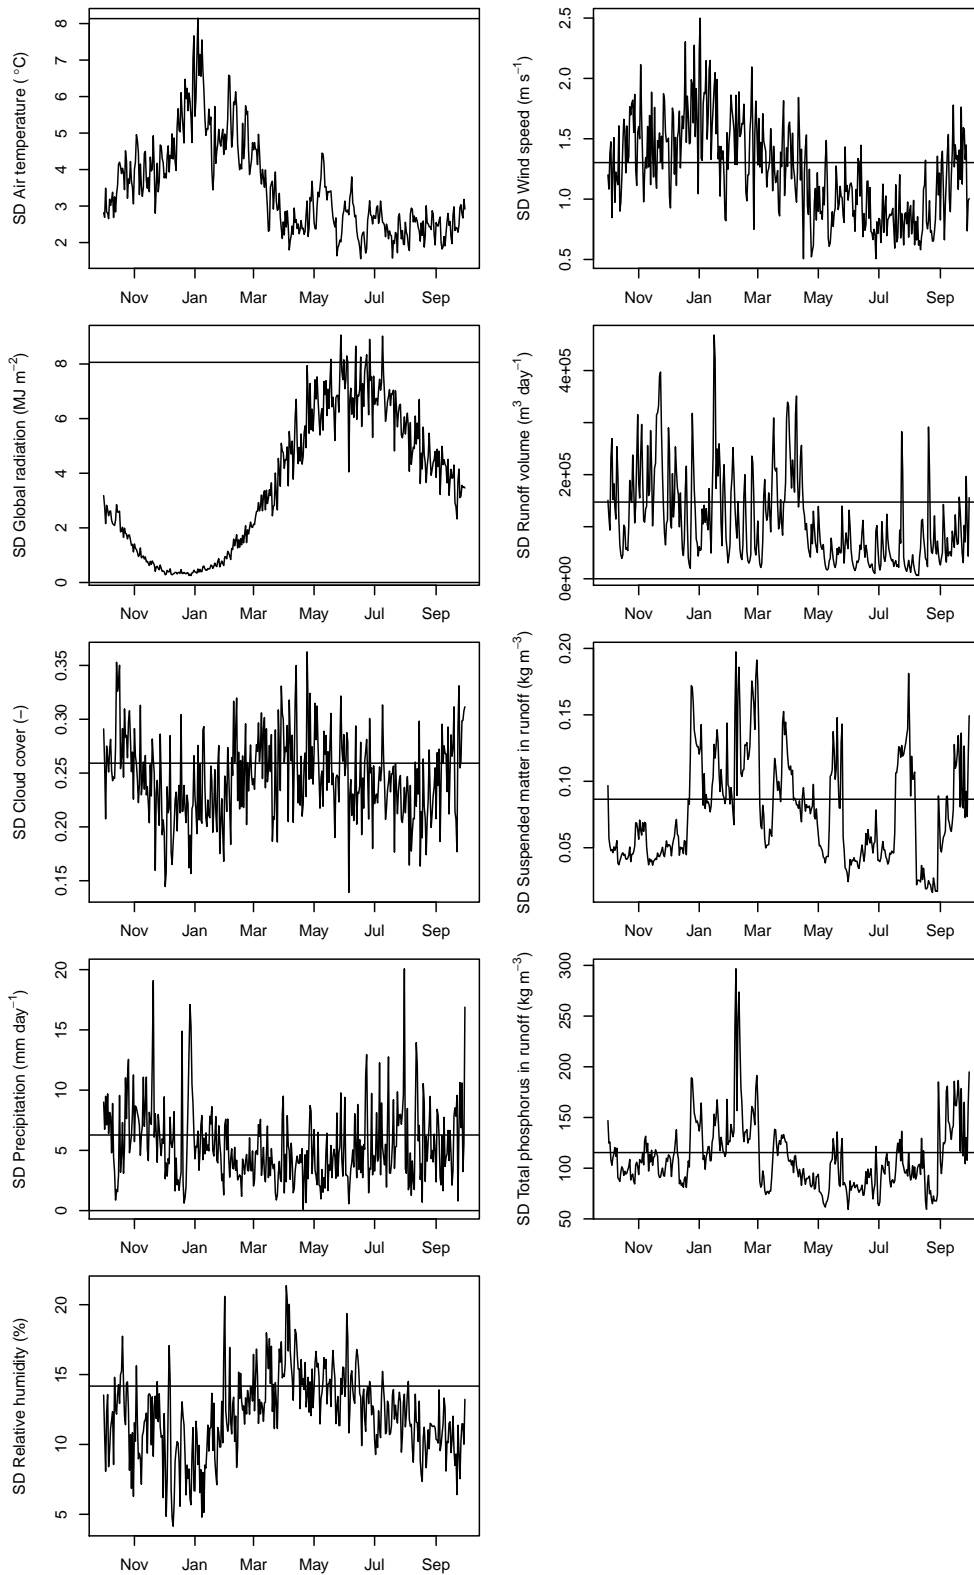 SD Air temperature ( °C)
8
7
6
5
4
3
2
Nov Jan Mar May Jul Sep
SD Wind speed (m s−1)
2.5
2.0
1.5
1.0
0.5
Nov Jan Mar May Jul Sep
SD Global radiation (MJ m−2)
8
6
4
2
0
Nov Jan Mar May Jul Sep
SD Runoff volume (m3 day−1)
4e+05
2e+05
0e+00
Nov Jan Mar May Jul Sep
SD Cloud cover (−)
0.35
0.30
0.25
0.20
0.15
Nov Jan Mar May Jul Sep
SD Suspended matter in runoff (kg m−3)
0.20
0.15
0.10
0.05
Nov Jan Mar May Jul Sep
SD Precipitation (mm day−1)
20
15
10
5
0
Nov Jan Mar May Jul Sep
SD Total phosphorus in runoff (kg m−3)
300
250
200
150
100
50
Nov Jan Mar May Jul Sep
SD Relative humidity (%)
20
15
10
5
Nov Jan Mar May Jul Sep